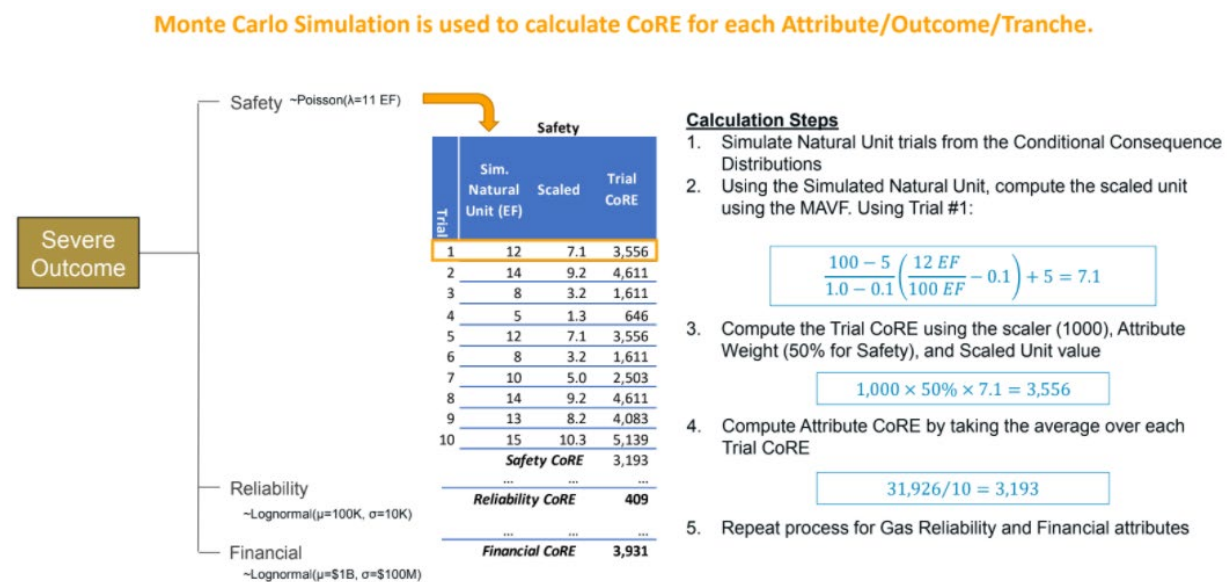 Monte Carlo Simulation is used to calculate CoRE for each Attribute/Outcome/Tranche.
Severe
Outcome
Safety ~Poisson(λ=11 EF)
Safety
Trial
Sim.
Natural
Unit (EF)
Scaled
Trial
CoRE
1 12 7.1 3,556
2 14 9.2 4,611
3 8 3.2 1,611
4 5 1.3 646
5 12 7.1 3,556
6 8 3.2 1,611
7 10 5.0 2,503
8 14 9.2 4,611
9 13 8.2 4,083
10 15 10.3 5,139
Safety CoRE 3,193
... ... ...
Reliability CoRE 409
... ... ...
Financial CoRE 3,931
Reliability
~Lognormal(μ=100K, σ=10K)
Financial
~Lognormal(μ=$1B, σ=$100M)
Calculation Steps
1. Simulate Natural Unit trials from the Conditional Consequence
Distributions
2. Using the Simulated Natural Unit, compute the scaled unit
using the MAVF. Using Trial #1:
100 − 5
1.0 − 0.1
(12 EF
100 EF
− 0.1) + 5 = 7.1
3. Compute the Trial CoRE using the scaler (1000), Attribute
Weight (50% for Safety), and Scaled Unit value
1,000 × 50% × 7.1 = 3,556
4. Compute Attribute CoRE by taking the average over each
Trial CoRE
31,926/10 = 3,193
5. Repeat process for Gas Reliability and Financial attributes